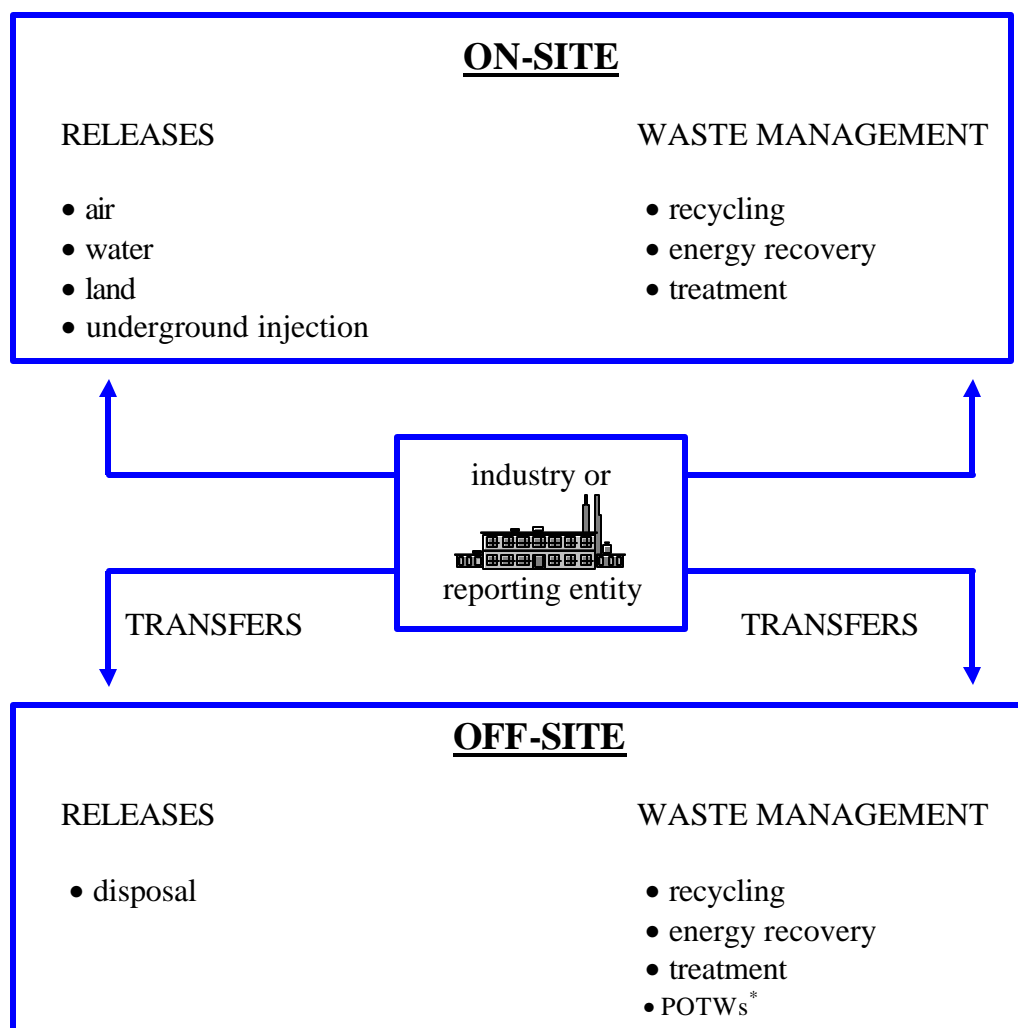 ON-SITE
RELEASES
WASTE MANAGEMENT
• air
• water
• land
• underground injection
• recycling
• energy recovery
• treatment
industry or
reporting entity
TRANSFERS
TRANSFERS
OFF-SITE
RELEASES
WASTE MANAGEMENT
• disposal
• recycling
• energy recovery
• treatment
• POTWs*